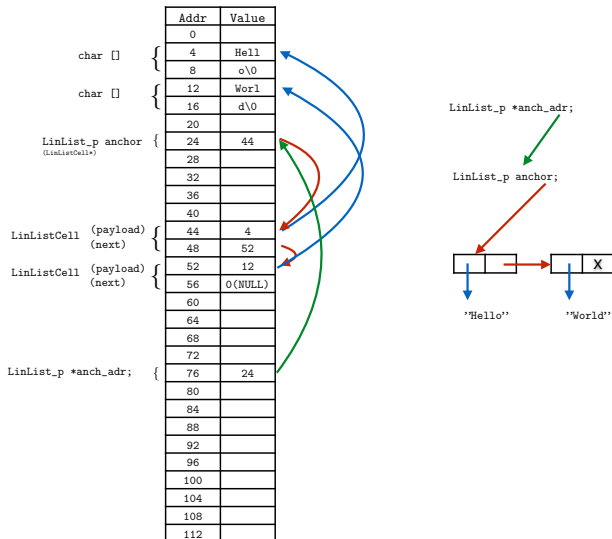 Addr Value
0
char [] { 4 Hell
8 o\0
char [] { 12 Worl
16 d\0
20
LinList_p anchor { 24 44
(LinListCell*)
28
32
36
40
LinListCell (payload) { 44 4
(next) 48 52
LinListCell (payload) { 52 12
(next) 56 0(NULL)
60
64
68
72
LinList_p *anch_adr; { 76 24
80
84
88
92
96
100
104
108
112
LinList_p *anch_adr;
LinList_p anchor;
X
"Hello" "World"